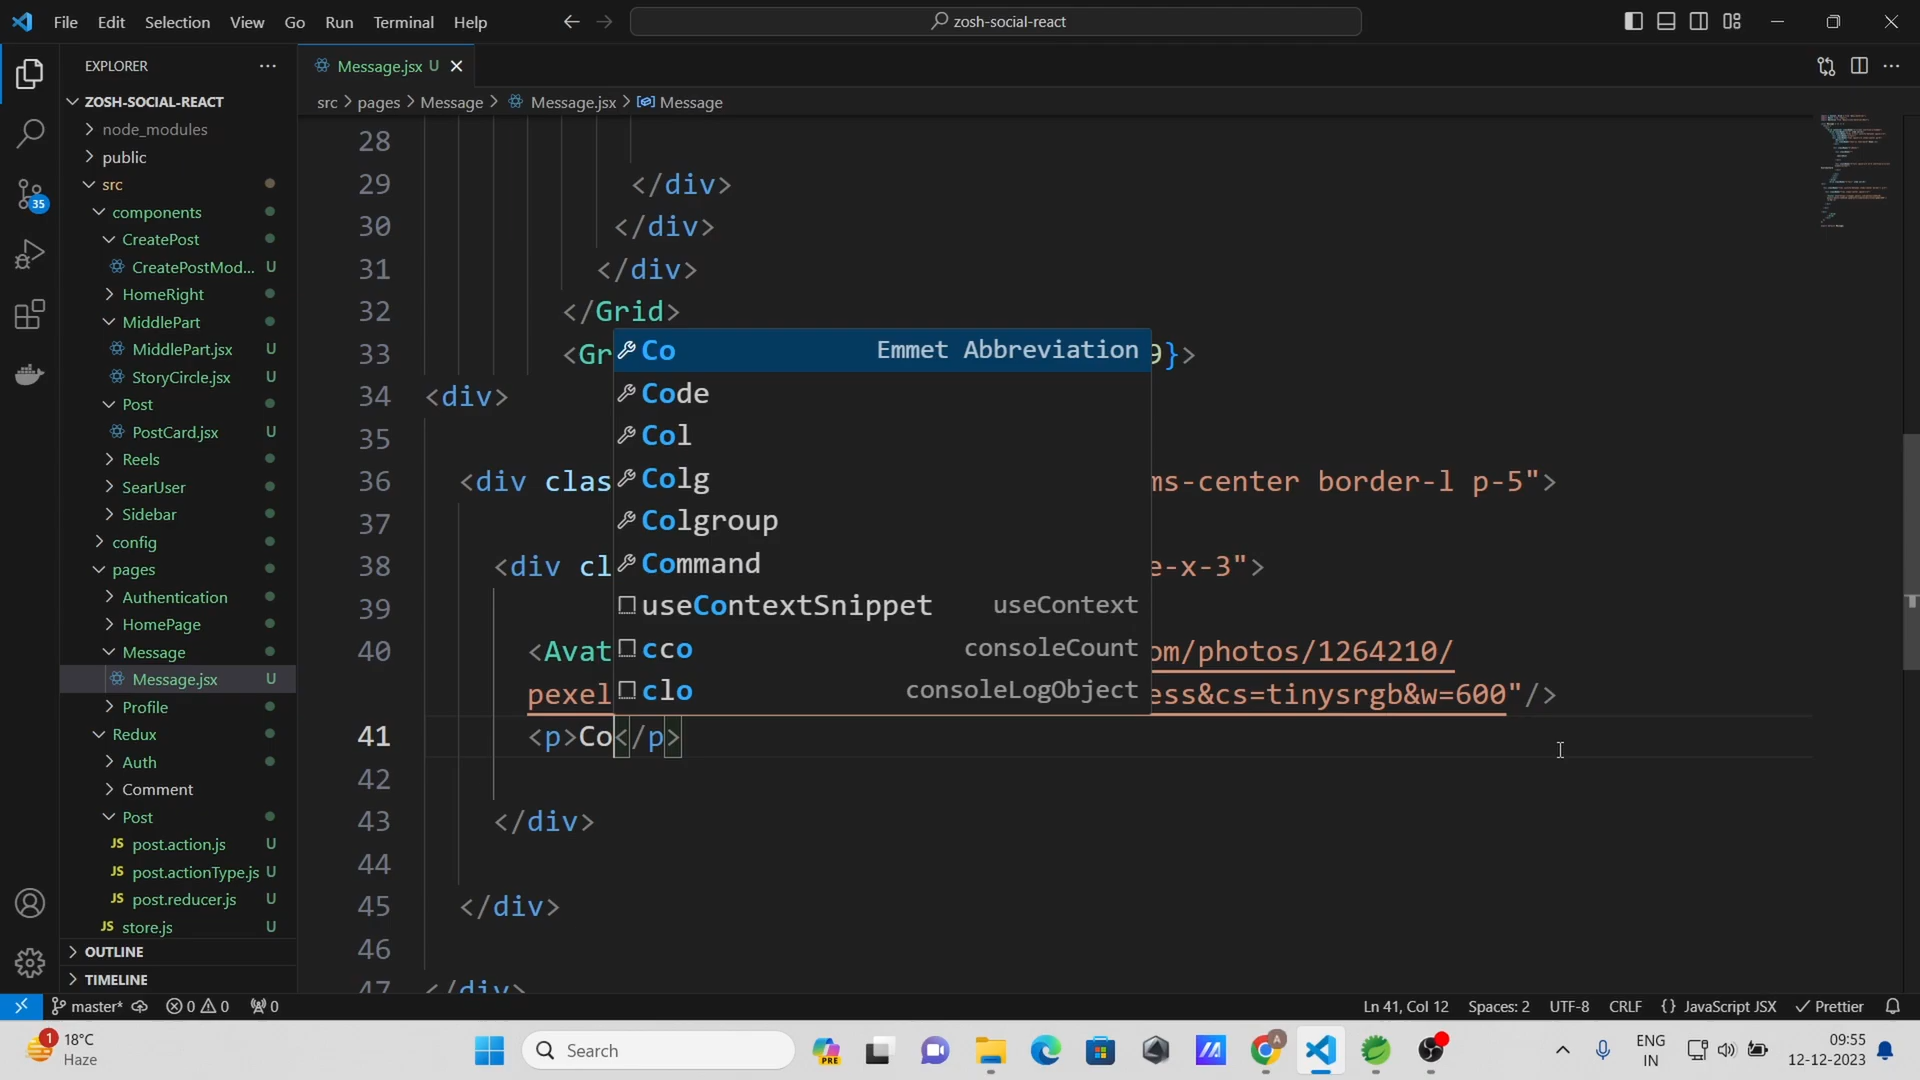 File Edit Selection View Go Run Terminal Help
zosh-social-react
EXPLORER
Message.jsx U
ZOSH-SOCIAL-REACT
src > pages > Message > Message.jsx > Message
node_modules
public
src
components
CreatePost
CreatePostMod... U
HomeRight
MiddlePart
MiddlePart.jsx U
StoryCircle.jsx U
Post
PostCard.jsx U
Reels
SearUser
Sidebar
config
pages
Authentication
HomePage
Message
Message.jsx U
Profile
Redux
Auth
Comment
Post
post.action.js U
post.actionType.js U
post.reducer.js U
store.js U
OUTLINE
TIMELINE
35
28
29 </div>
30 </div>
31 </div>
32 </Grid>
33 <Gr 9}>
34 <div>
35
36 <div clas ms-center border-l p-5">
37
38 <div cl e-x-3">
39
40 <Avat om/photos/1264210/
pexel ess&cs=tinysrgb&w=600"/>
41 <p>Co</p>
42
43 </div>
44
45 </div>
46
47 </div>
Co Emmet Abbreviation
Code
Col
Colg
Colgroup
Command
useContextSnippet useContext
cco consoleCount
clo consoleLogObject
master* 0 0 0
Ln 41, Col 12 Spaces: 2 UTF-8 CRLF {} JavaScript JSX Prettier
1
18°C
Haze
Search
PRE
A
ENG
IN
09:55
12-12-2023